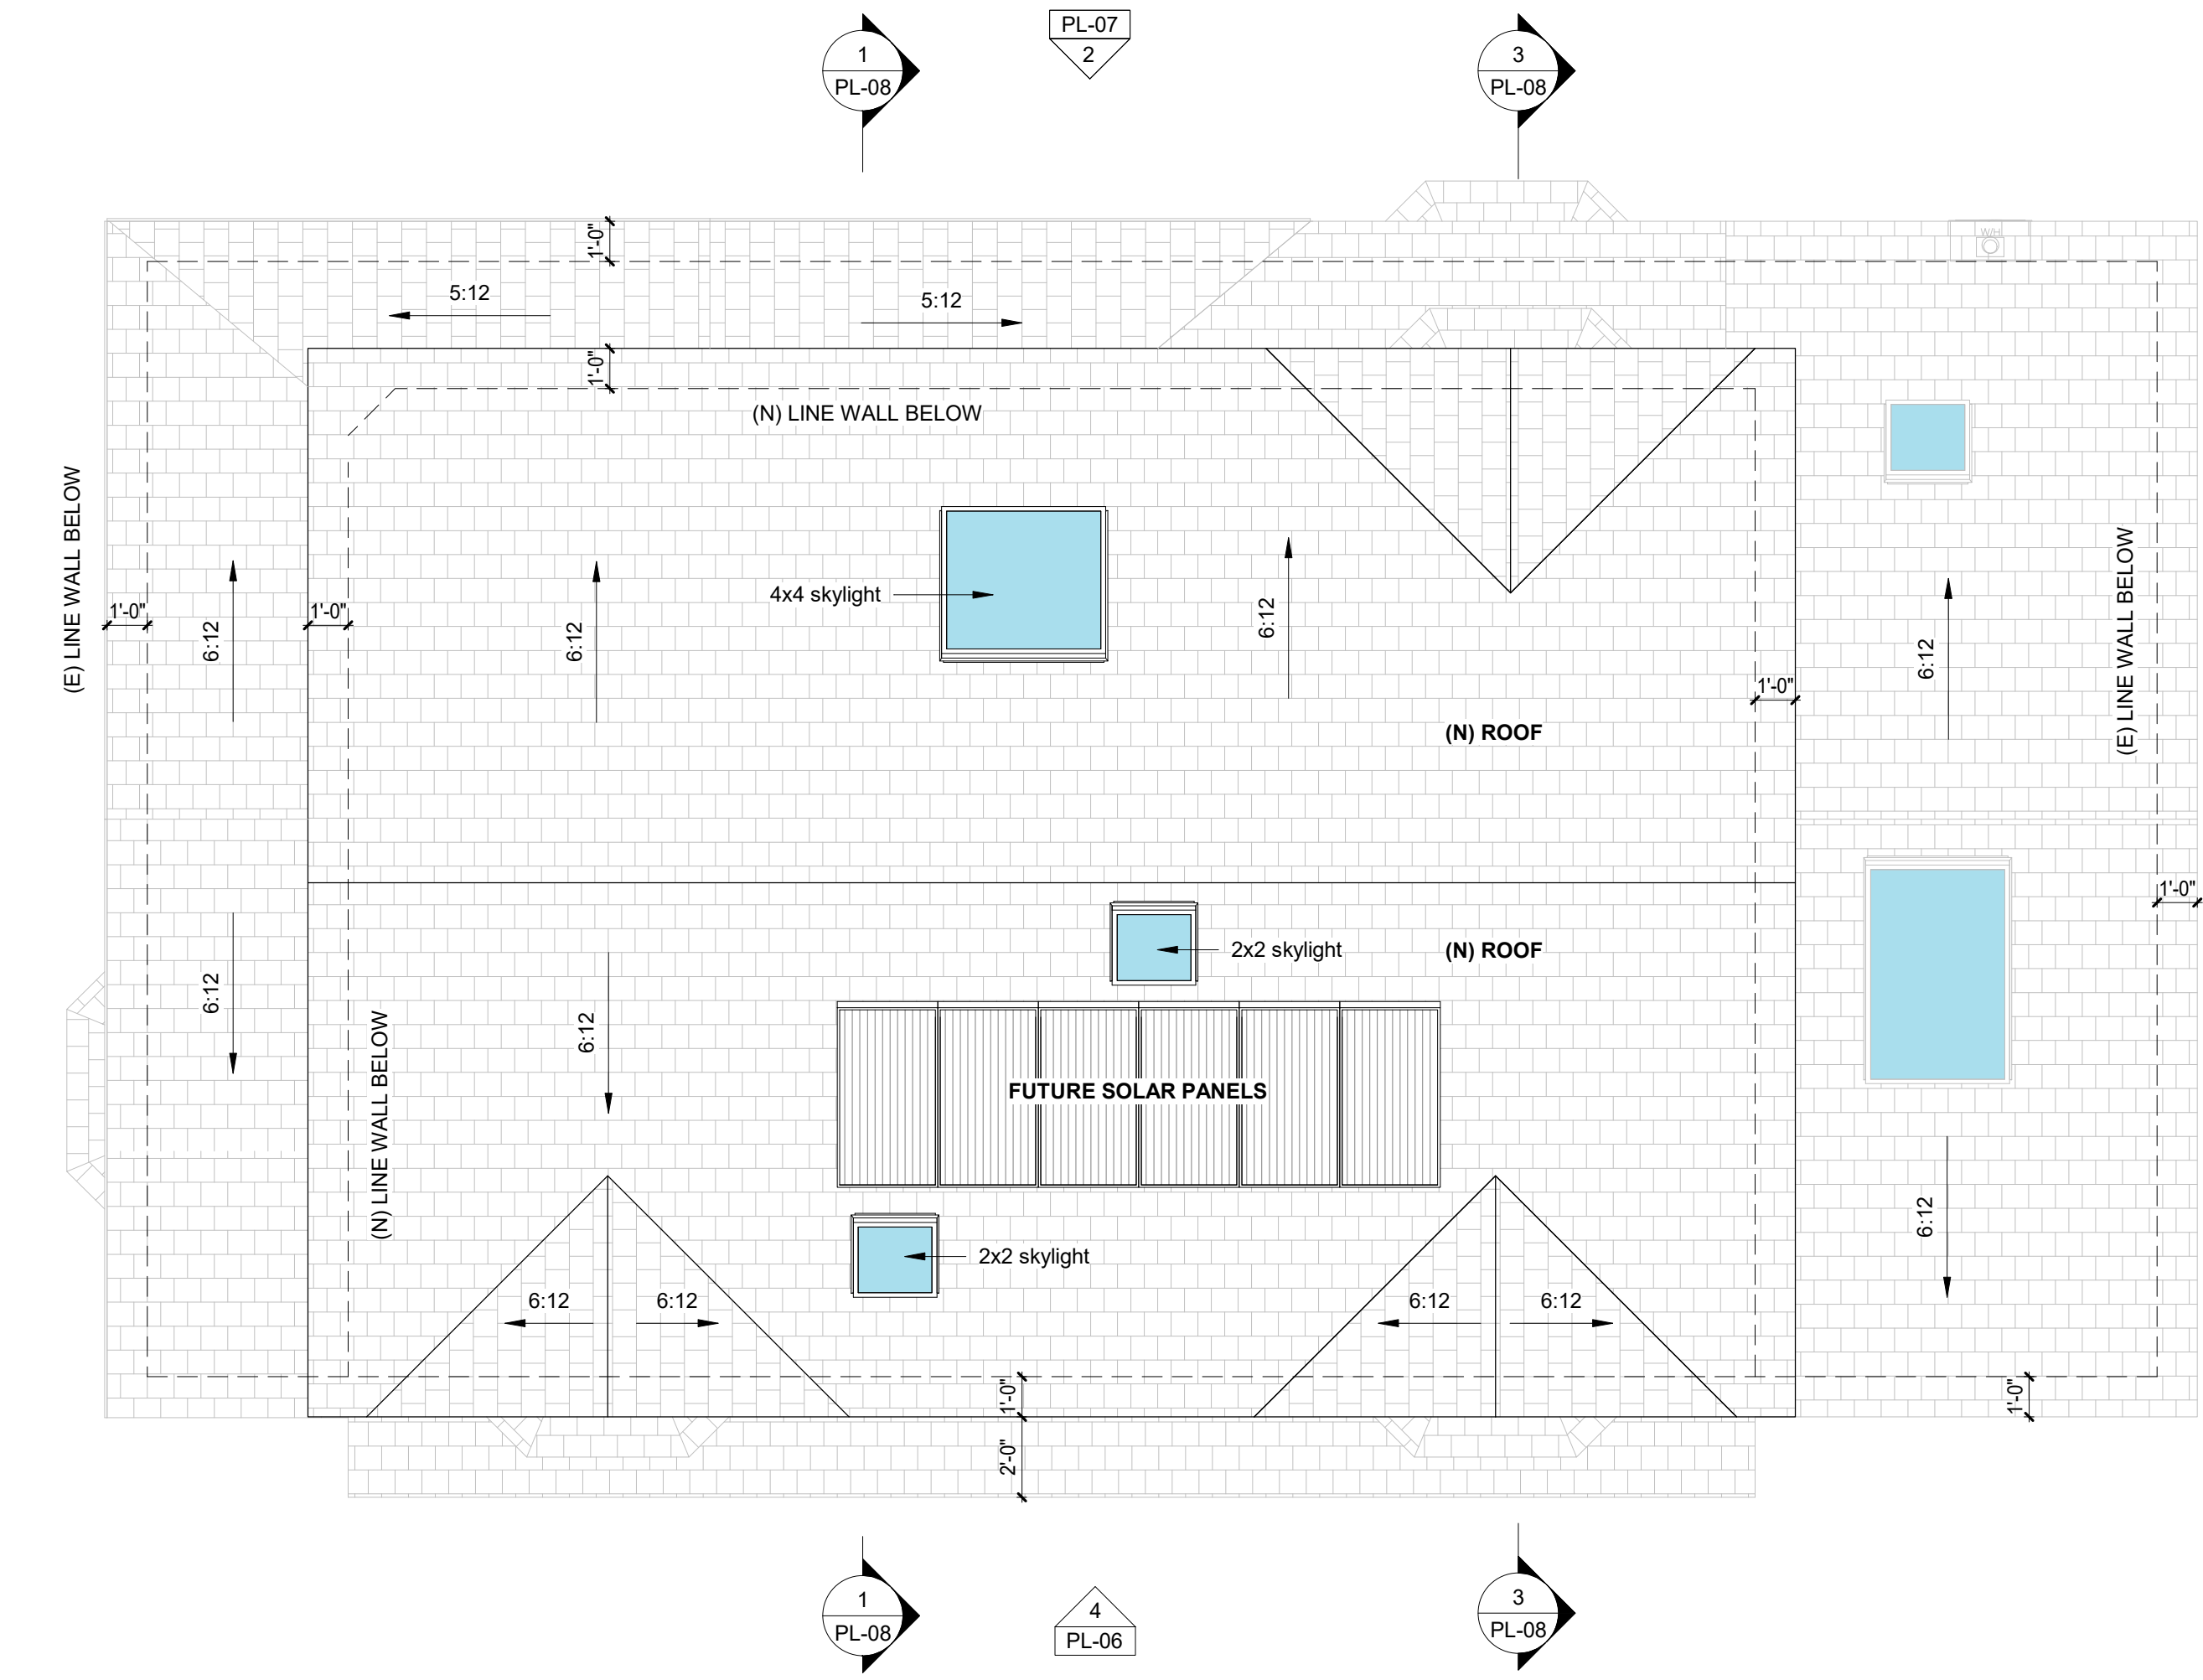 PL-07
2
1
PL-08
3
PL-08
1'-0"
W/H
5:12
5:12
1'-0"
(N) LINE WALL BELOW
(E) LINE WALL BELOW
1'-0"
6:12
1'-0"
6:12
4x4 skylight
6:12
1'-0"
6:12
(E) LINE WALL BELOW
(N) ROOF
1'-0"
6:12
2x2 skylight
(N) ROOF
6:12
(N) LINE WALL BELOW
FUTURE SOLAR PANELS
6:12
2x2 skylight
6:12
6:12
6:12
6:12
1'-0"
1'-0"
2'-0"
1
PL-08
4
PL-06
3
PL-08